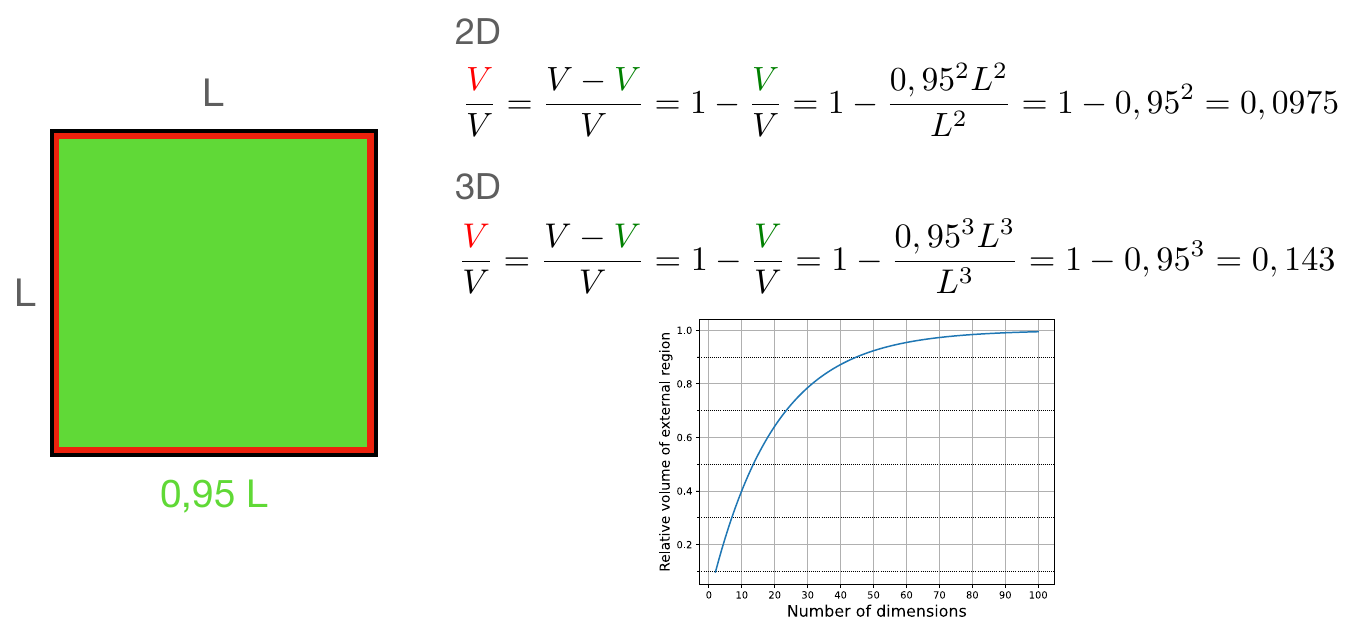 L
L
0,95 L
2D
V/V = (V − V)/V = 1 − V/V = 1 − 0,95²L²/L² = 1 − 0,95² = 0,0975
3D
V/V = (V − V)/V = 1 − V/V = 1 − 0,95³L³/L³ = 1 − 0,95³ = 0,143
Relative volume of external region
1.0
0.8
0.6
0.4
0.2
0 10 20 30 40 50 60 70 80 90 100
Number of dimensions